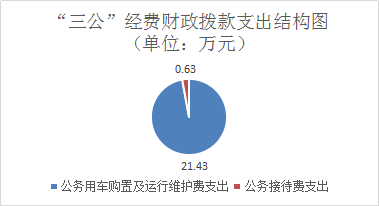 “三公”经费财政拨款支出结构图
（单位：万元）
0.63
21.43
公务用车购置及运行维护费支出 公务接待费支出